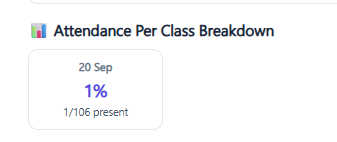 📊 Attendance Per Class Breakdown
20 Sep
1%
1/106 present